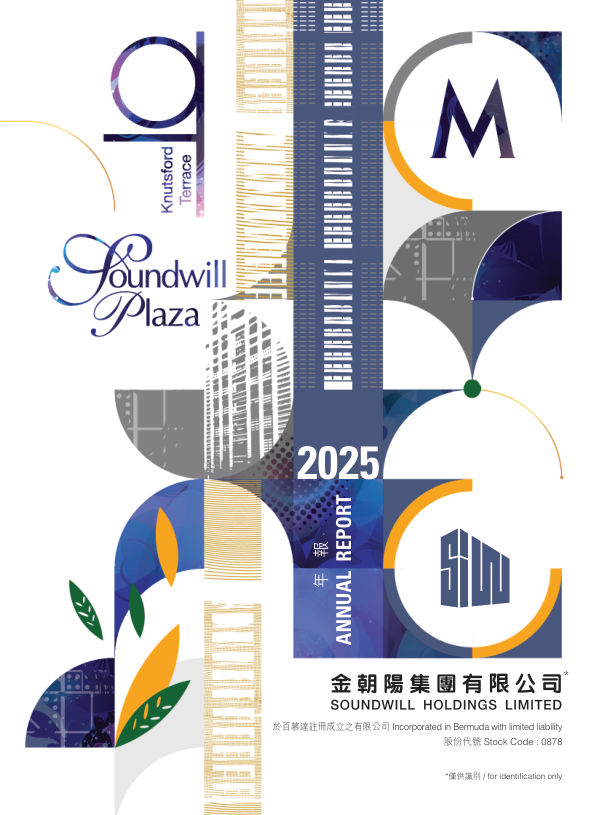 Knutsford
Terrace
19
M
Soundwill
Plaza
2025
年報
ANNUAL REPORT
金朝陽集團有限公司*
SOUNDWILL HOLDINGS LIMITED
於百慕達註冊成立之有限公司 Incorporated in Bermuda with limited liability
股份代號 Stock Code : 0878
*僅供識別 / for identification only